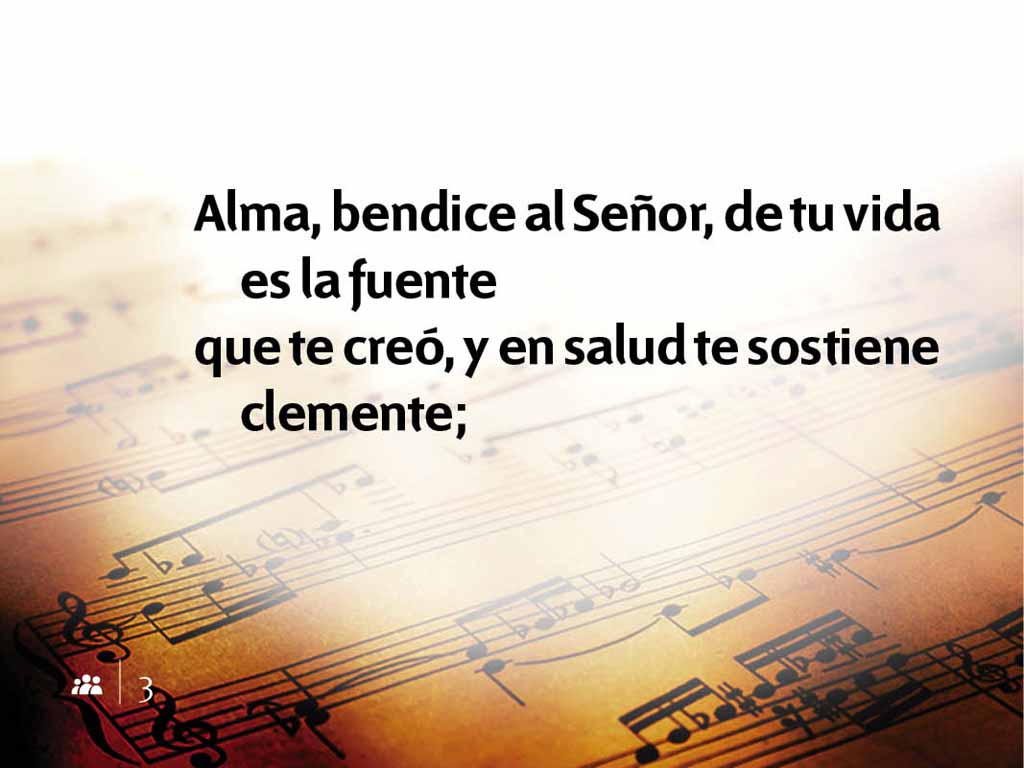 Alma, bendice al Señor, de tu vida
es la fuente
que te creó, y en salud te sostiene
clemente;
3